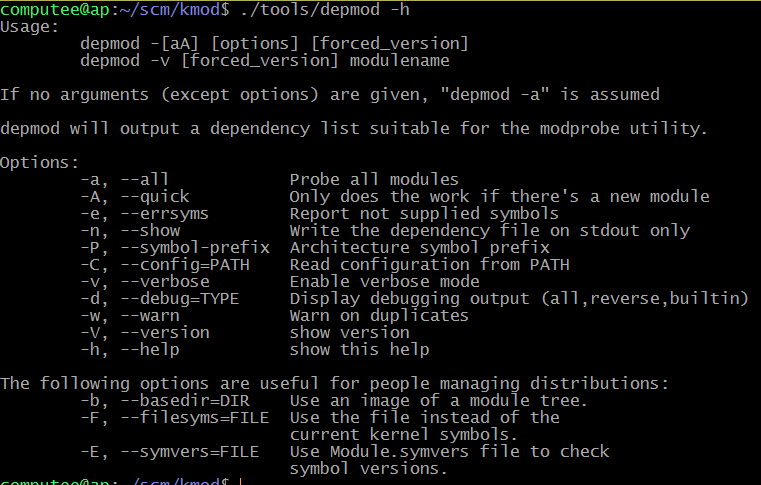 computee@ap:~/scm/kmod$ ./tools/depmod -h
Usage:
        depmod -[aA] [options] [forced_version]
        depmod -v [forced_version] modulename

If no arguments (except options) are given, "depmod -a" is assumed

depmod will output a dependency list suitable for the modprobe utility.

Options:
        -a, --all            Probe all modules
        -A, --quick          Only does the work if there's a new module
        -e, --errsyms        Report not supplied symbols
        -n, --show           Write the dependency file on stdout only
        -P, --symbol-prefix  Architecture symbol prefix
        -C, --config=PATH    Read configuration from PATH
        -v, --verbose        Enable verbose mode
        -d, --debug=TYPE     Display debugging output (all,reverse,builtin)
        -w, --warn           Warn on duplicates
        -V, --version        show version
        -h, --help           show this help

The following options are useful for people managing distributions:
        -b, --basedir=DIR    Use an image of a module tree.
        -F, --filesyms=FILE  Use the file instead of the
                             current kernel symbols.
        -E, --symvers=FILE   Use Module.symvers file to check
                             symbol versions.
computee@ap:~/scm/kmod$